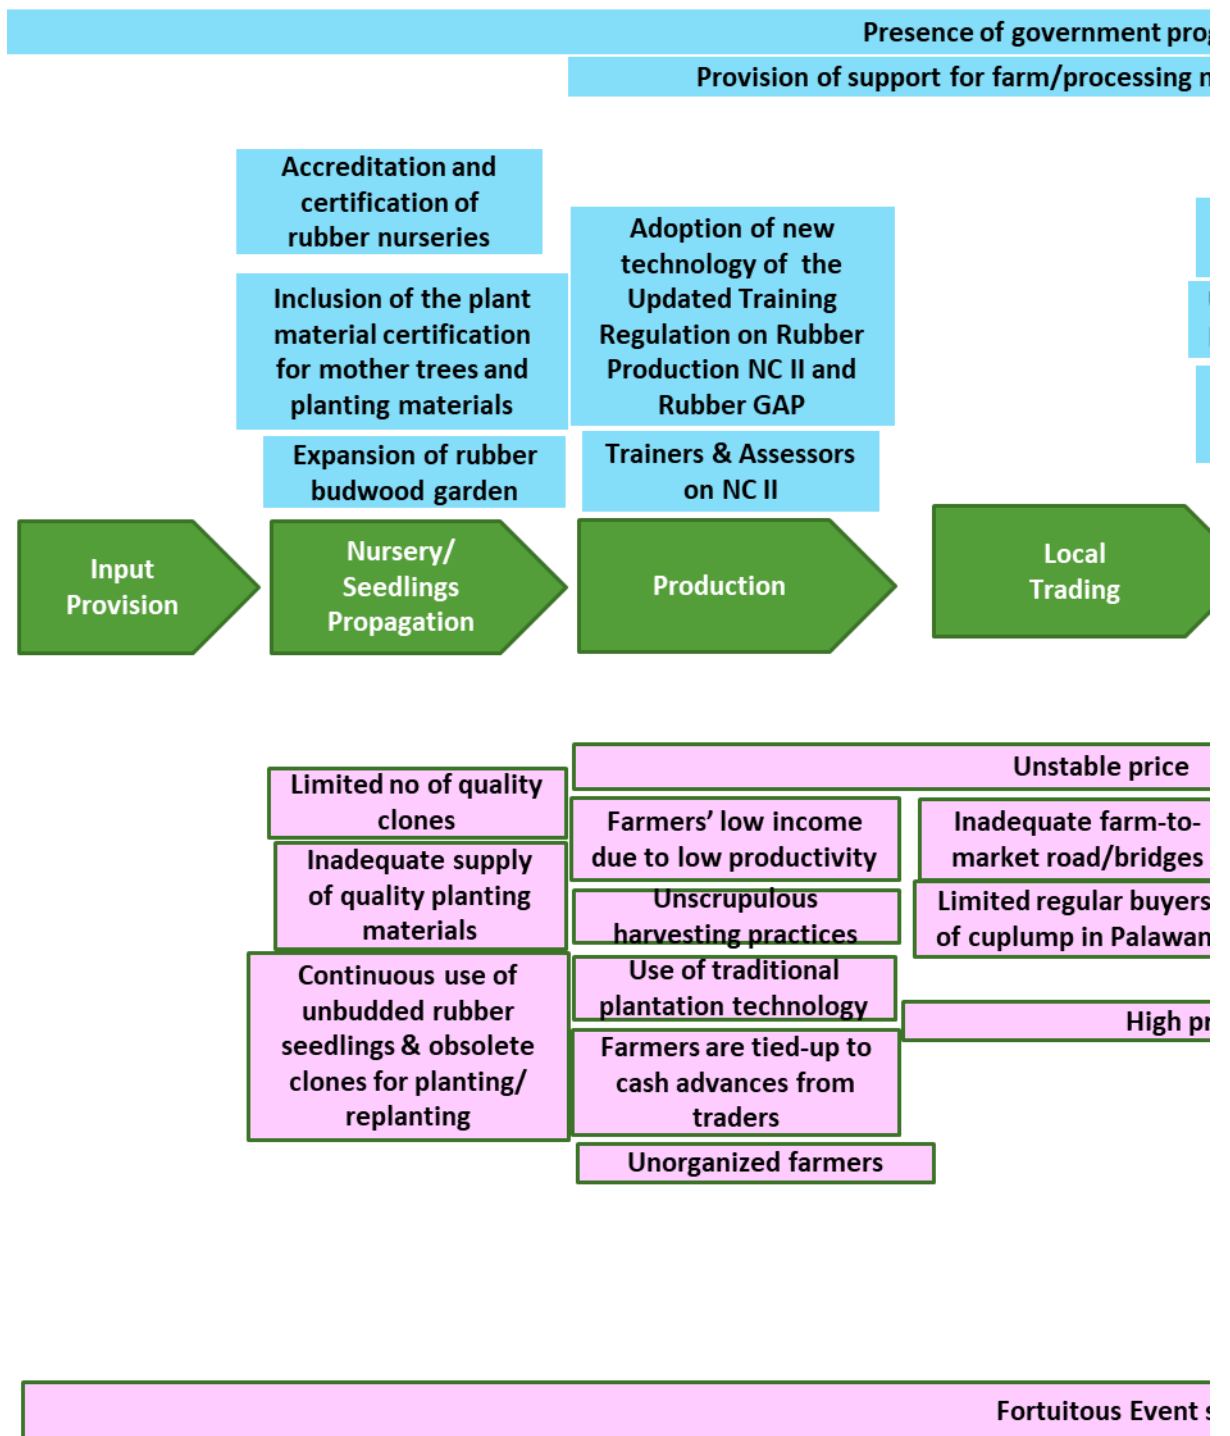 Presence of government
Provision of support for farm/processing
Accreditation and
certification of
rubber nurseries
Inclusion of the plant
material certification
for mother trees and
planting materials
Expansion of rubber
budwood garden
Adoption of new
technology of the
Updated Training
Regulation on Rubber
Production NC II and
Rubber GAP
Trainers & Assessors
on NC II
Input
Provision
Nursery/
Seedlings
Propagation
Production
Local
Trading
Limited no of quality
clones
Inadequate supply
of quality planting
materials
Continuous use of
unbudded rubber
seedlings & obsolete
clones for planting/
replanting
Unstable price
Farmers' low income
due to low productivity
Unscrupulous
harvesting practices
Use of traditional
plantation technology
Farmers are tied-up to
cash advances from
traders
Unorganized farmers
Inadequate farm-to-
market road/bridges
Limited regular buyers
of cuplump in Palawan
High
Fortuitous Event